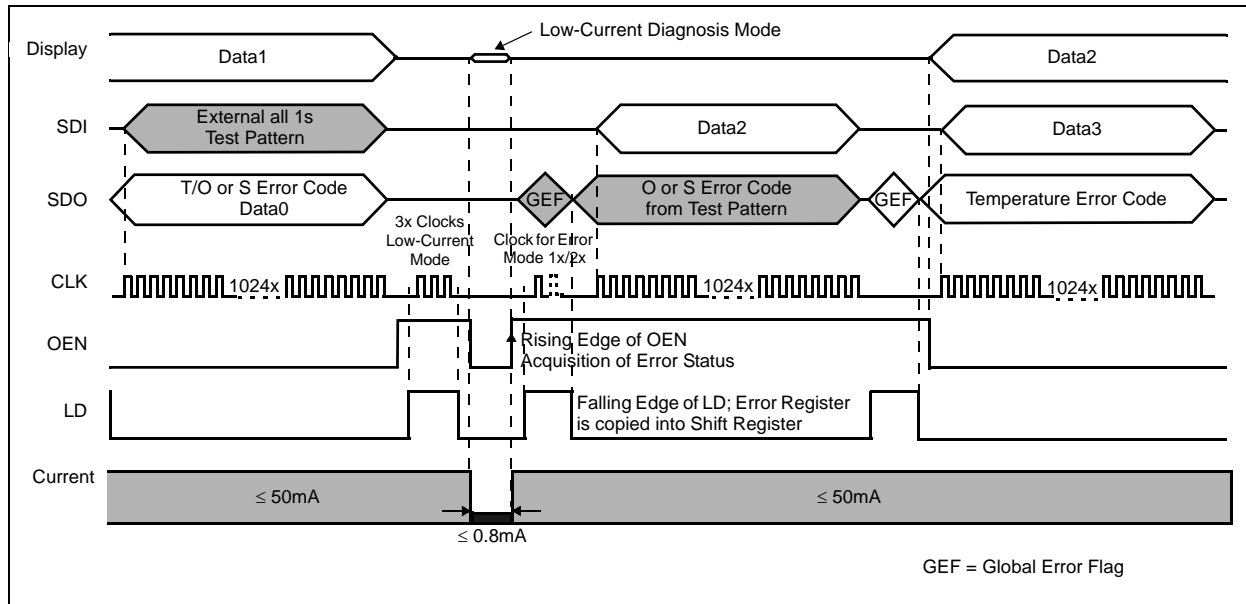 Low-Current Diagnosis Mode
Display
Data1
Data2
SDI
External all 1s
Test Pattern
Data2
Data3
SDO
T/O or S Error Code
Data0
GEF
O or S Error Code
from Test Pattern
GEF
Temperature Error Code
3x Clocks
Low-Current
Mode
Clock for Error
Mode 1x/2x
CLK
1024x
1024x
1024x
OEN
Rising Edge of OEN
Acquisition of Error Status
LD
Falling Edge of LD; Error Register
is copied into Shift Register
Current
≤ 50mA
≤ 50mA
≤ 0.8mA
GEF = Global Error Flag